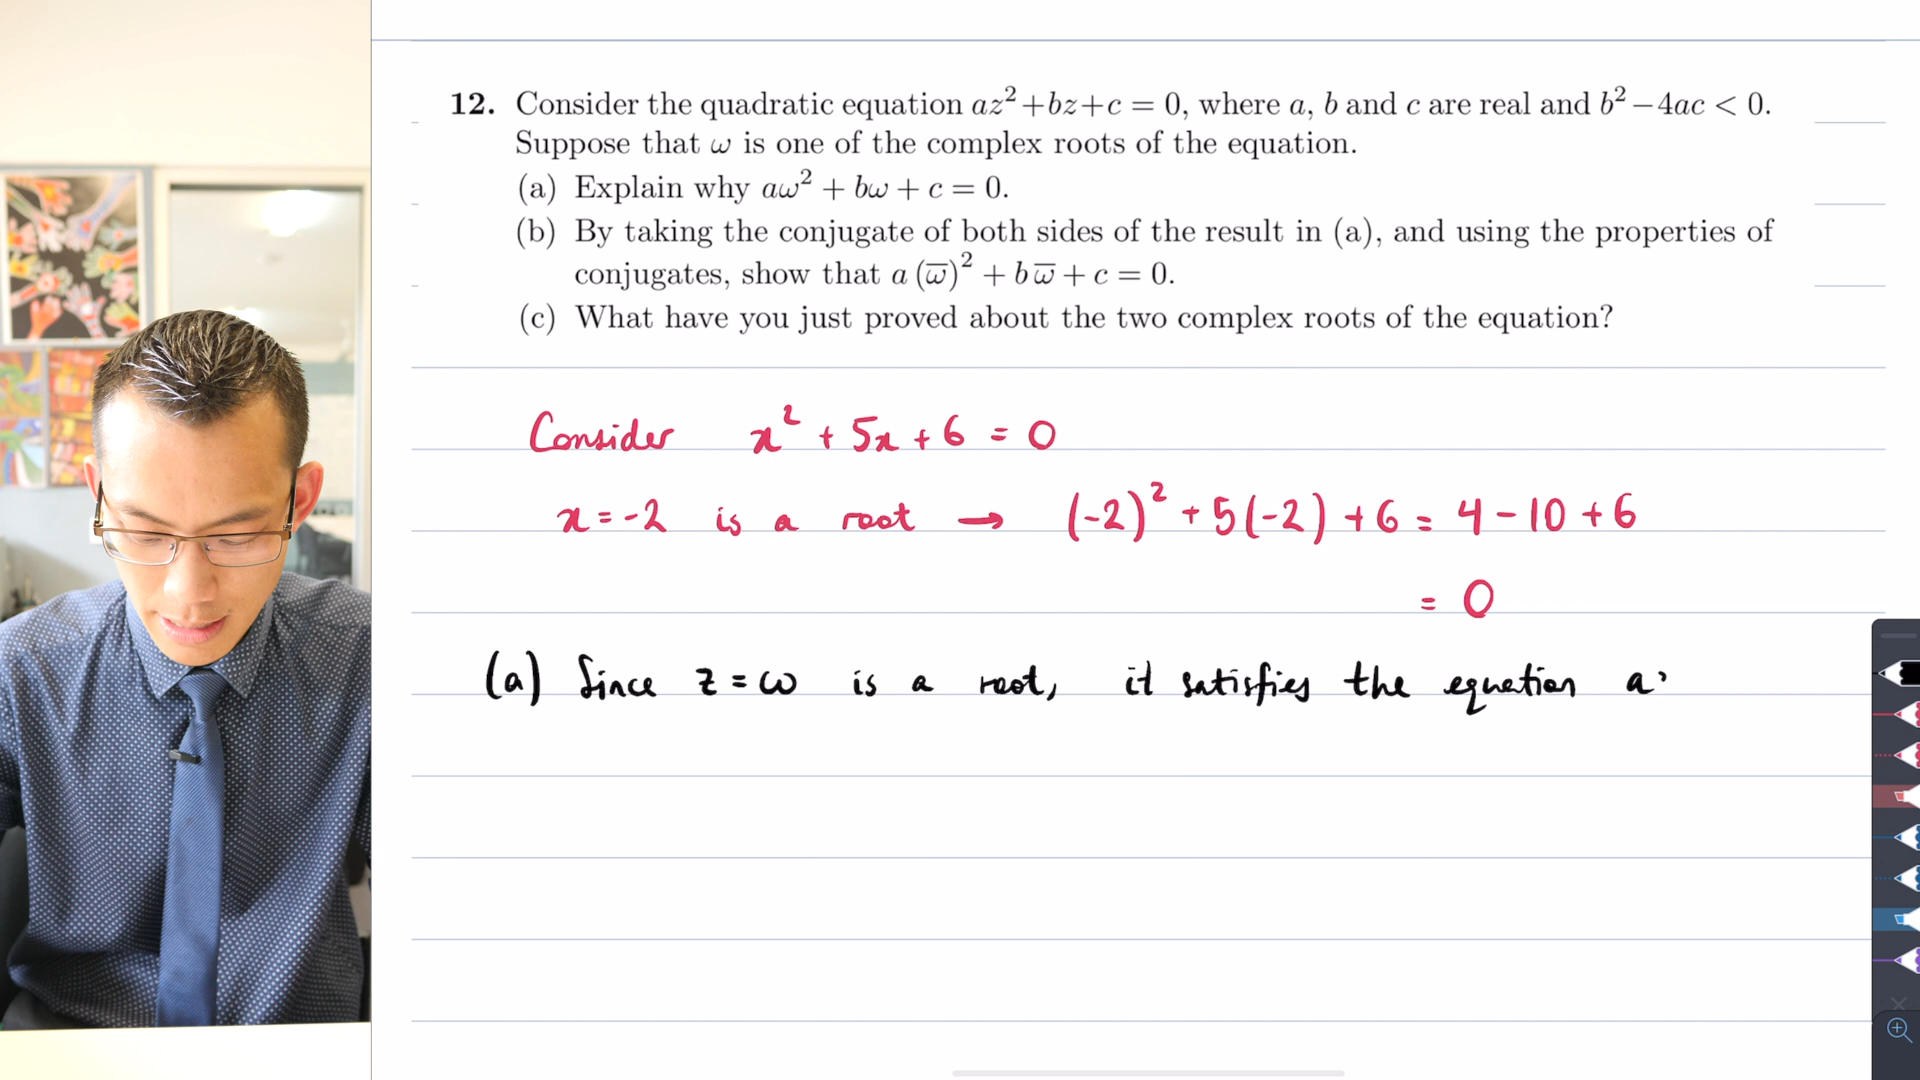 12. Consider the quadratic equation az² + bz + c = 0, where a, b and c are real and b² − 4ac < 0.
Suppose that ω is one of the complex roots of the equation.
(a) Explain why aω² + bω + c = 0.
(b) By taking the conjugate of both sides of the result in (a), and using the properties of
conjugates, show that a (ω̅)² + b ω̅ + c = 0.
(c) What have you just proved about the two complex roots of the equation?
Consider x² + 5x + 6 = 0
x = -2 is a root → (-2)² + 5(-2) + 6 = 4 - 10 + 6
= 0
(a) Since z = ω is a root, it satisfies the equation a